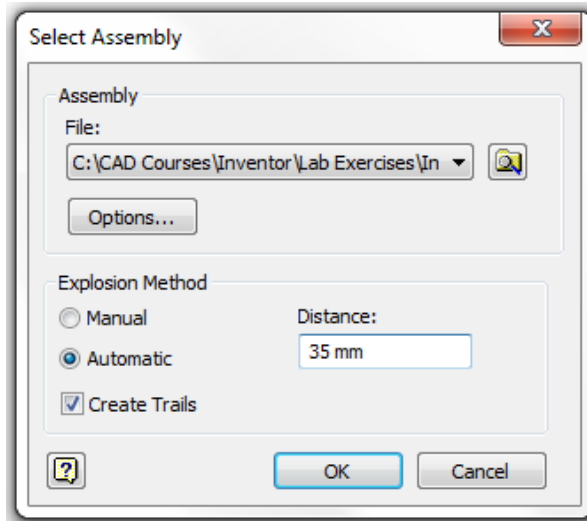 Select Assembly
Assembly
File:
C:\CAD Courses\Inventor\Lab Exercises\In
Options...
Explosion Method
Manual
Distance:
Automatic
35 mm
Create Trails
OK
Cancel